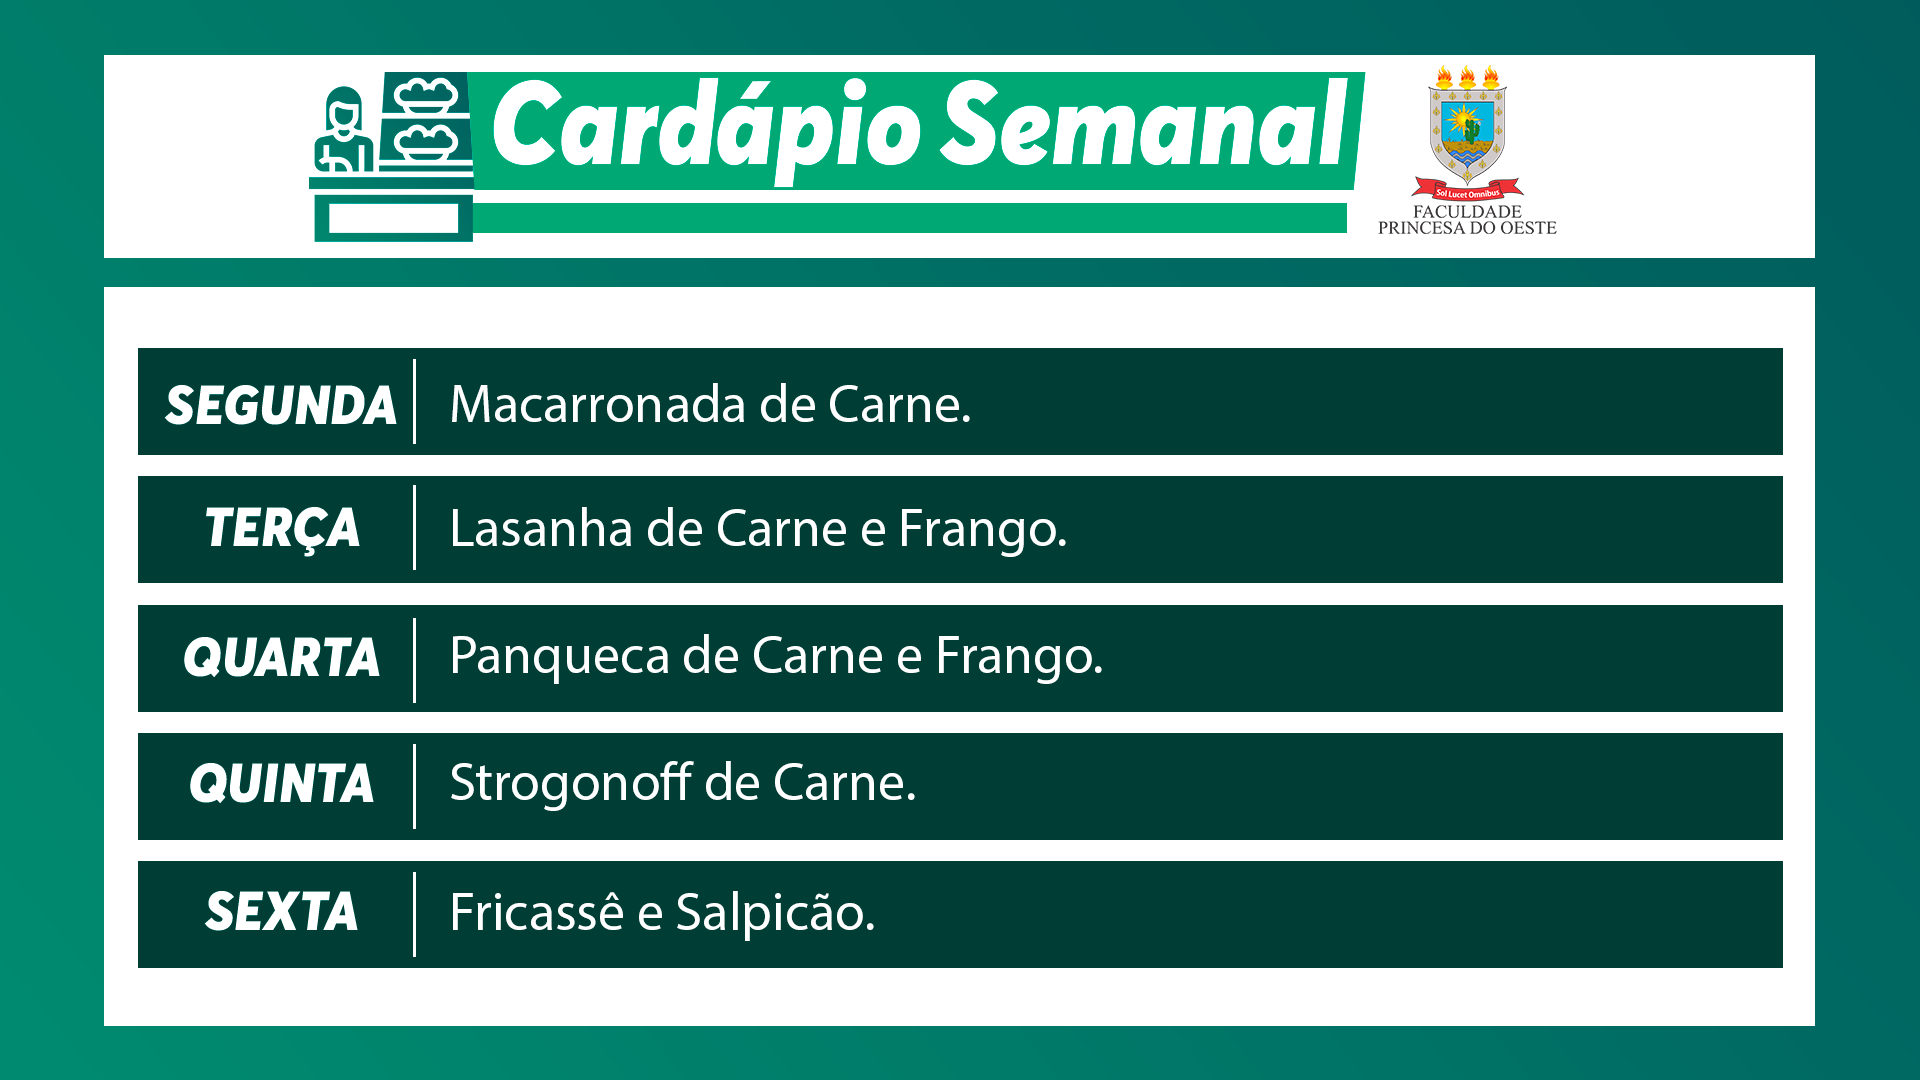 Cardápio Semanal
Sol Lucet Omnibus
FACULDADE
PRINCESA DO OESTE
SEGUNDA Macarronada de Carne.
TERÇA Lasanha de Carne e Frango.
QUARTA Panqueca de Carne e Frango.
QUINTA Strogonoff de Carne.
SEXTA Fricassê e Salpicão.